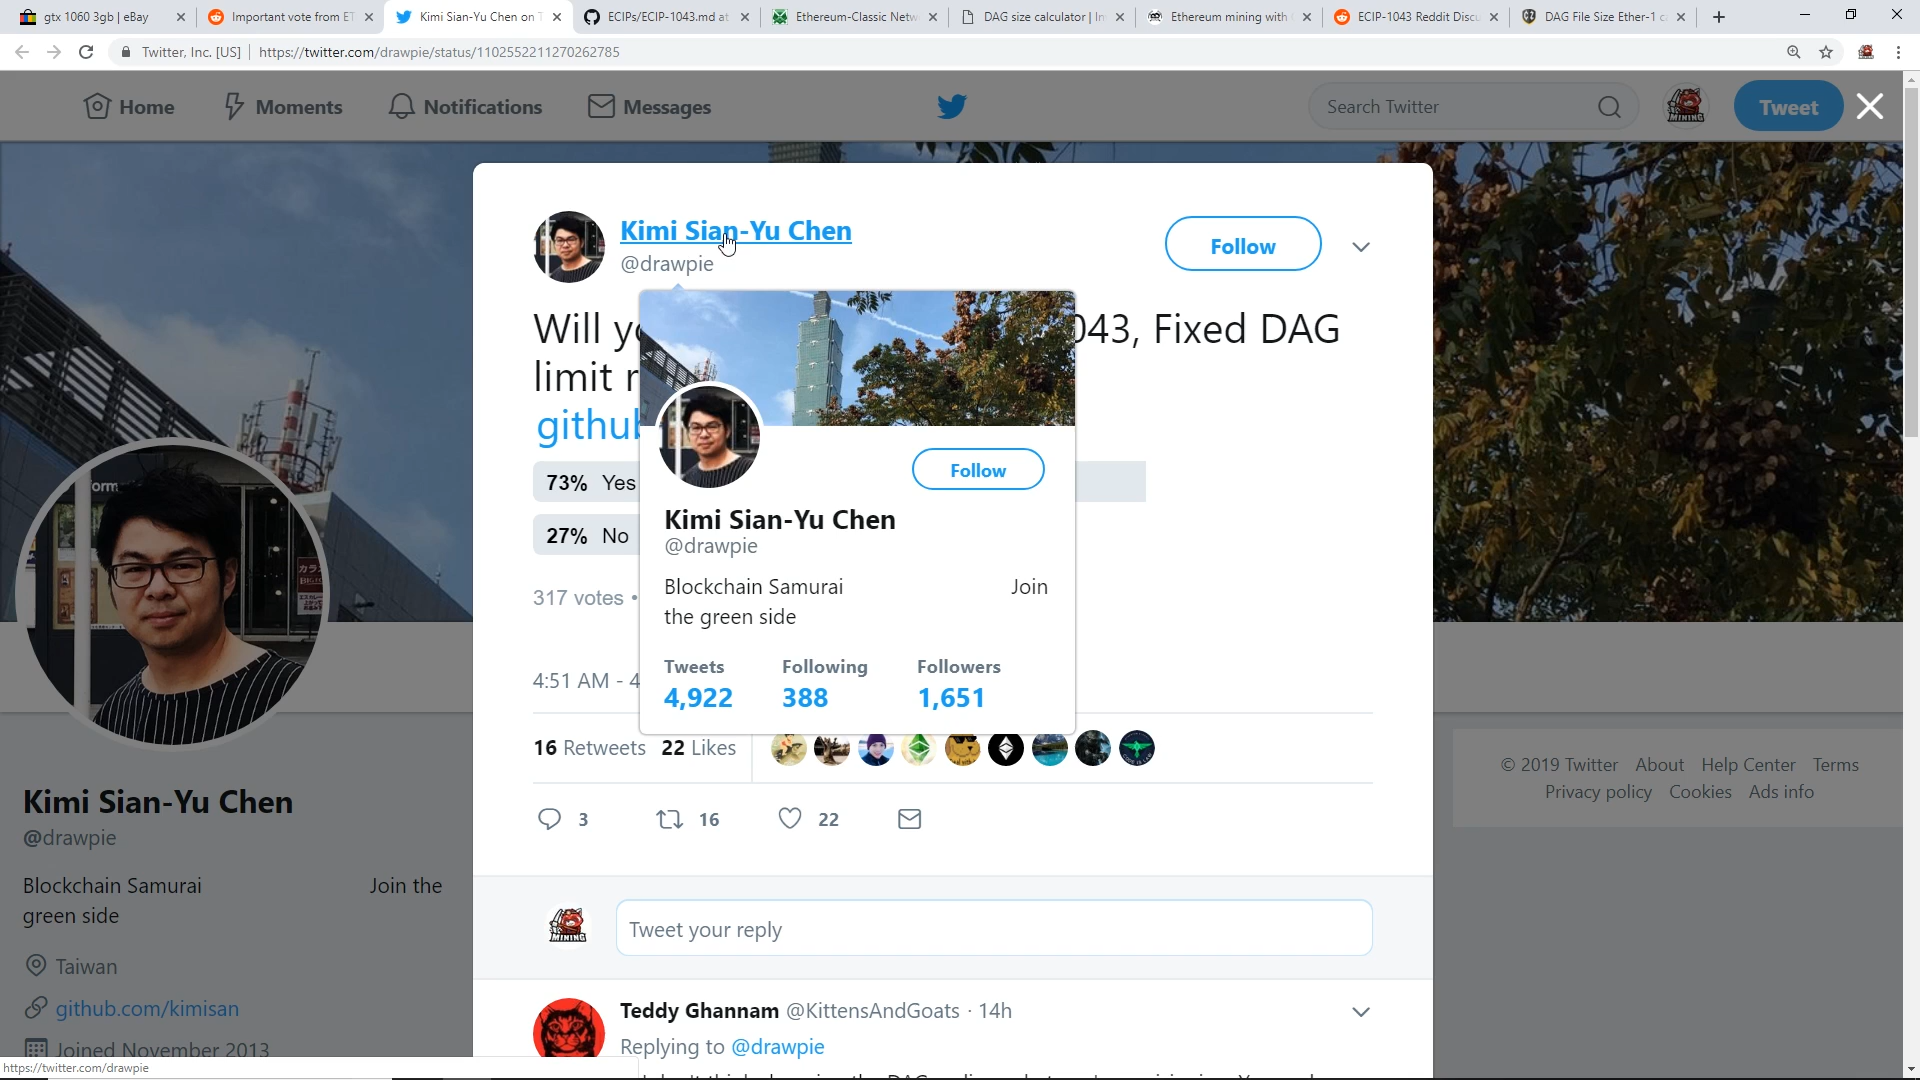 gtx 1060 3gb | eBay
Important vote from ET
Kimi Sian-Yu Chen on T
ECIPs/ECIP-1043.md at
Ethereum-Classic Netw
DAG size calculator | In
Ethereum mining with
ECIP-1043 Reddit Discu
DAG File Size Ether-1 c
Twitter, Inc. [US]
https://twitter.com/drawpie/status/1102552211270262785
Home
Moments
Notifications
Messages
Search Twitter
Tweet
Kimi Sian-Yu Chen
@drawpie
Follow
Will yo 043, Fixed DAG
limit r
github
73% Yes
27% No
317 votes •
4:51 AM - 4
Follow
Kimi Sian-Yu Chen
@drawpie
Blockchain Samurai Join
the green side
Tweets Following Followers
4,922 388 1,651
16 Retweets 22 Likes
3 16 22
MINING
Tweet your reply
Teddy Ghannam @KittensAndGoats · 14h
Replying to @drawpie
Kimi Sian-Yu Chen
@drawpie
Blockchain Samurai Join the
green side
Taiwan
github.com/kimisan
Joined November 2013
© 2019 Twitter About Help Center Terms
Privacy policy Cookies Ads info
https://twitter.com/drawpie